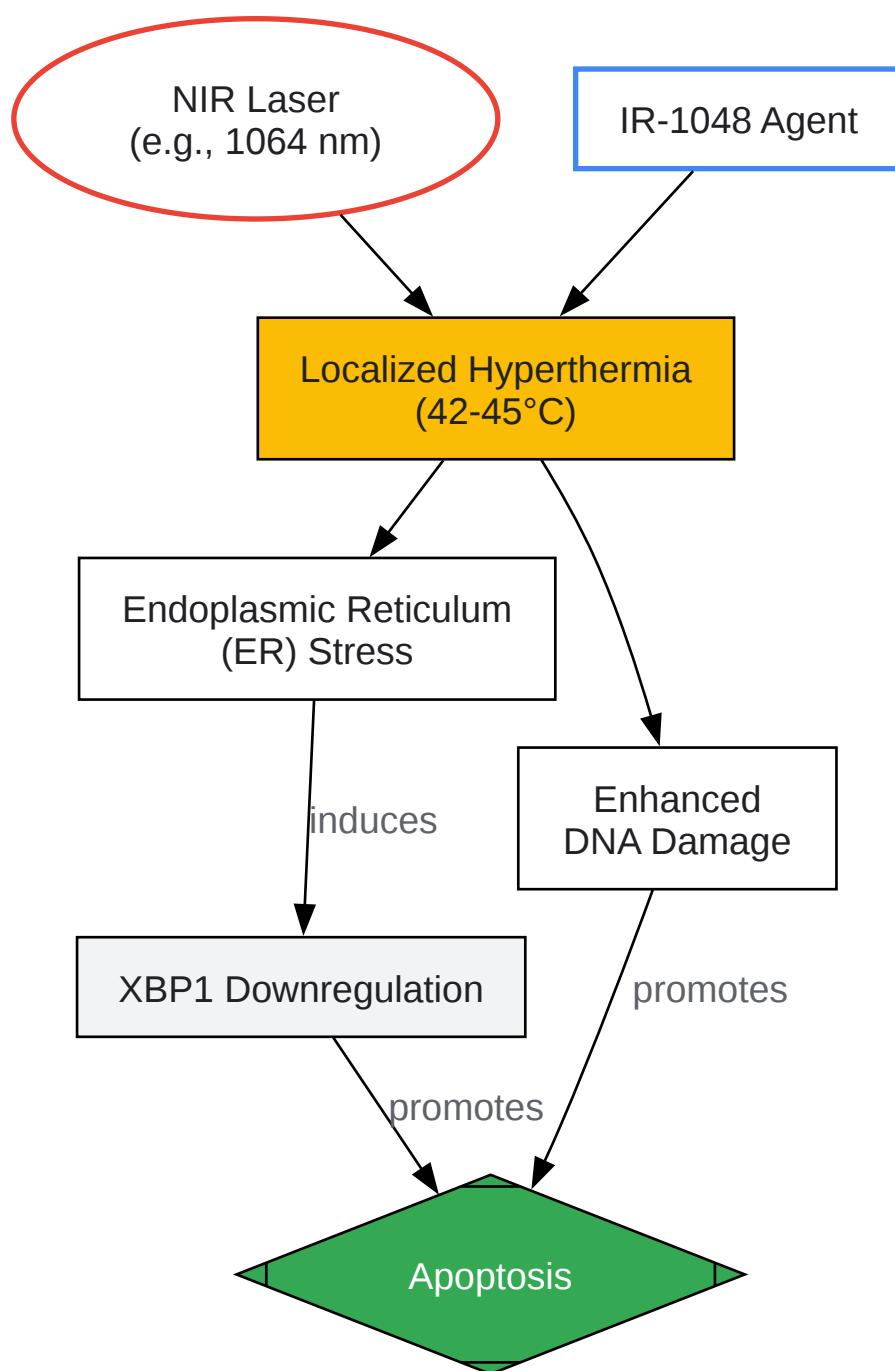 NIR Laser
(e.g., 1064 nm)
IR-1048 Agent
Localized Hyperthermia
(42-45°C)
Endoplasmic Reticulum
(ER) Stress
induces
Enhanced
DNA Damage
XBP1 Downregulation
promotes
promotes
Apoptosis